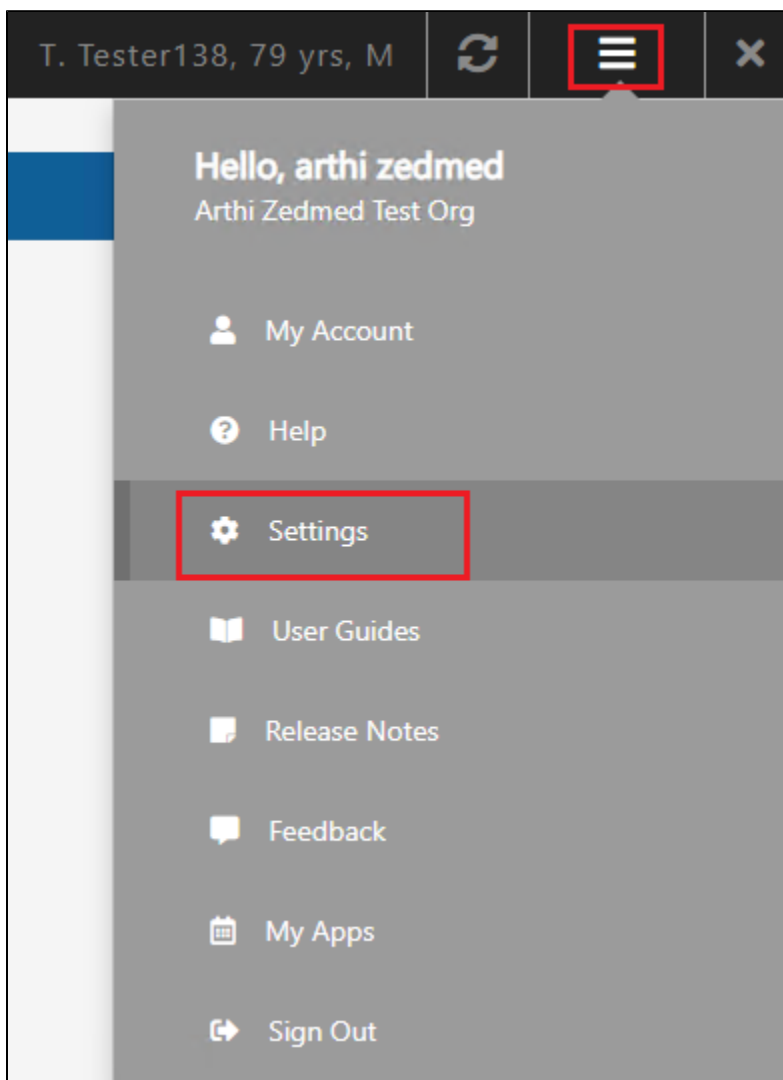 T. Tester138, 79 yrs, M
Hello, arthi zedmed
Arthi Zedmed Test Org
My Account
Help
Settings
User Guides
Release Notes
Feedback
My Apps
Sign Out